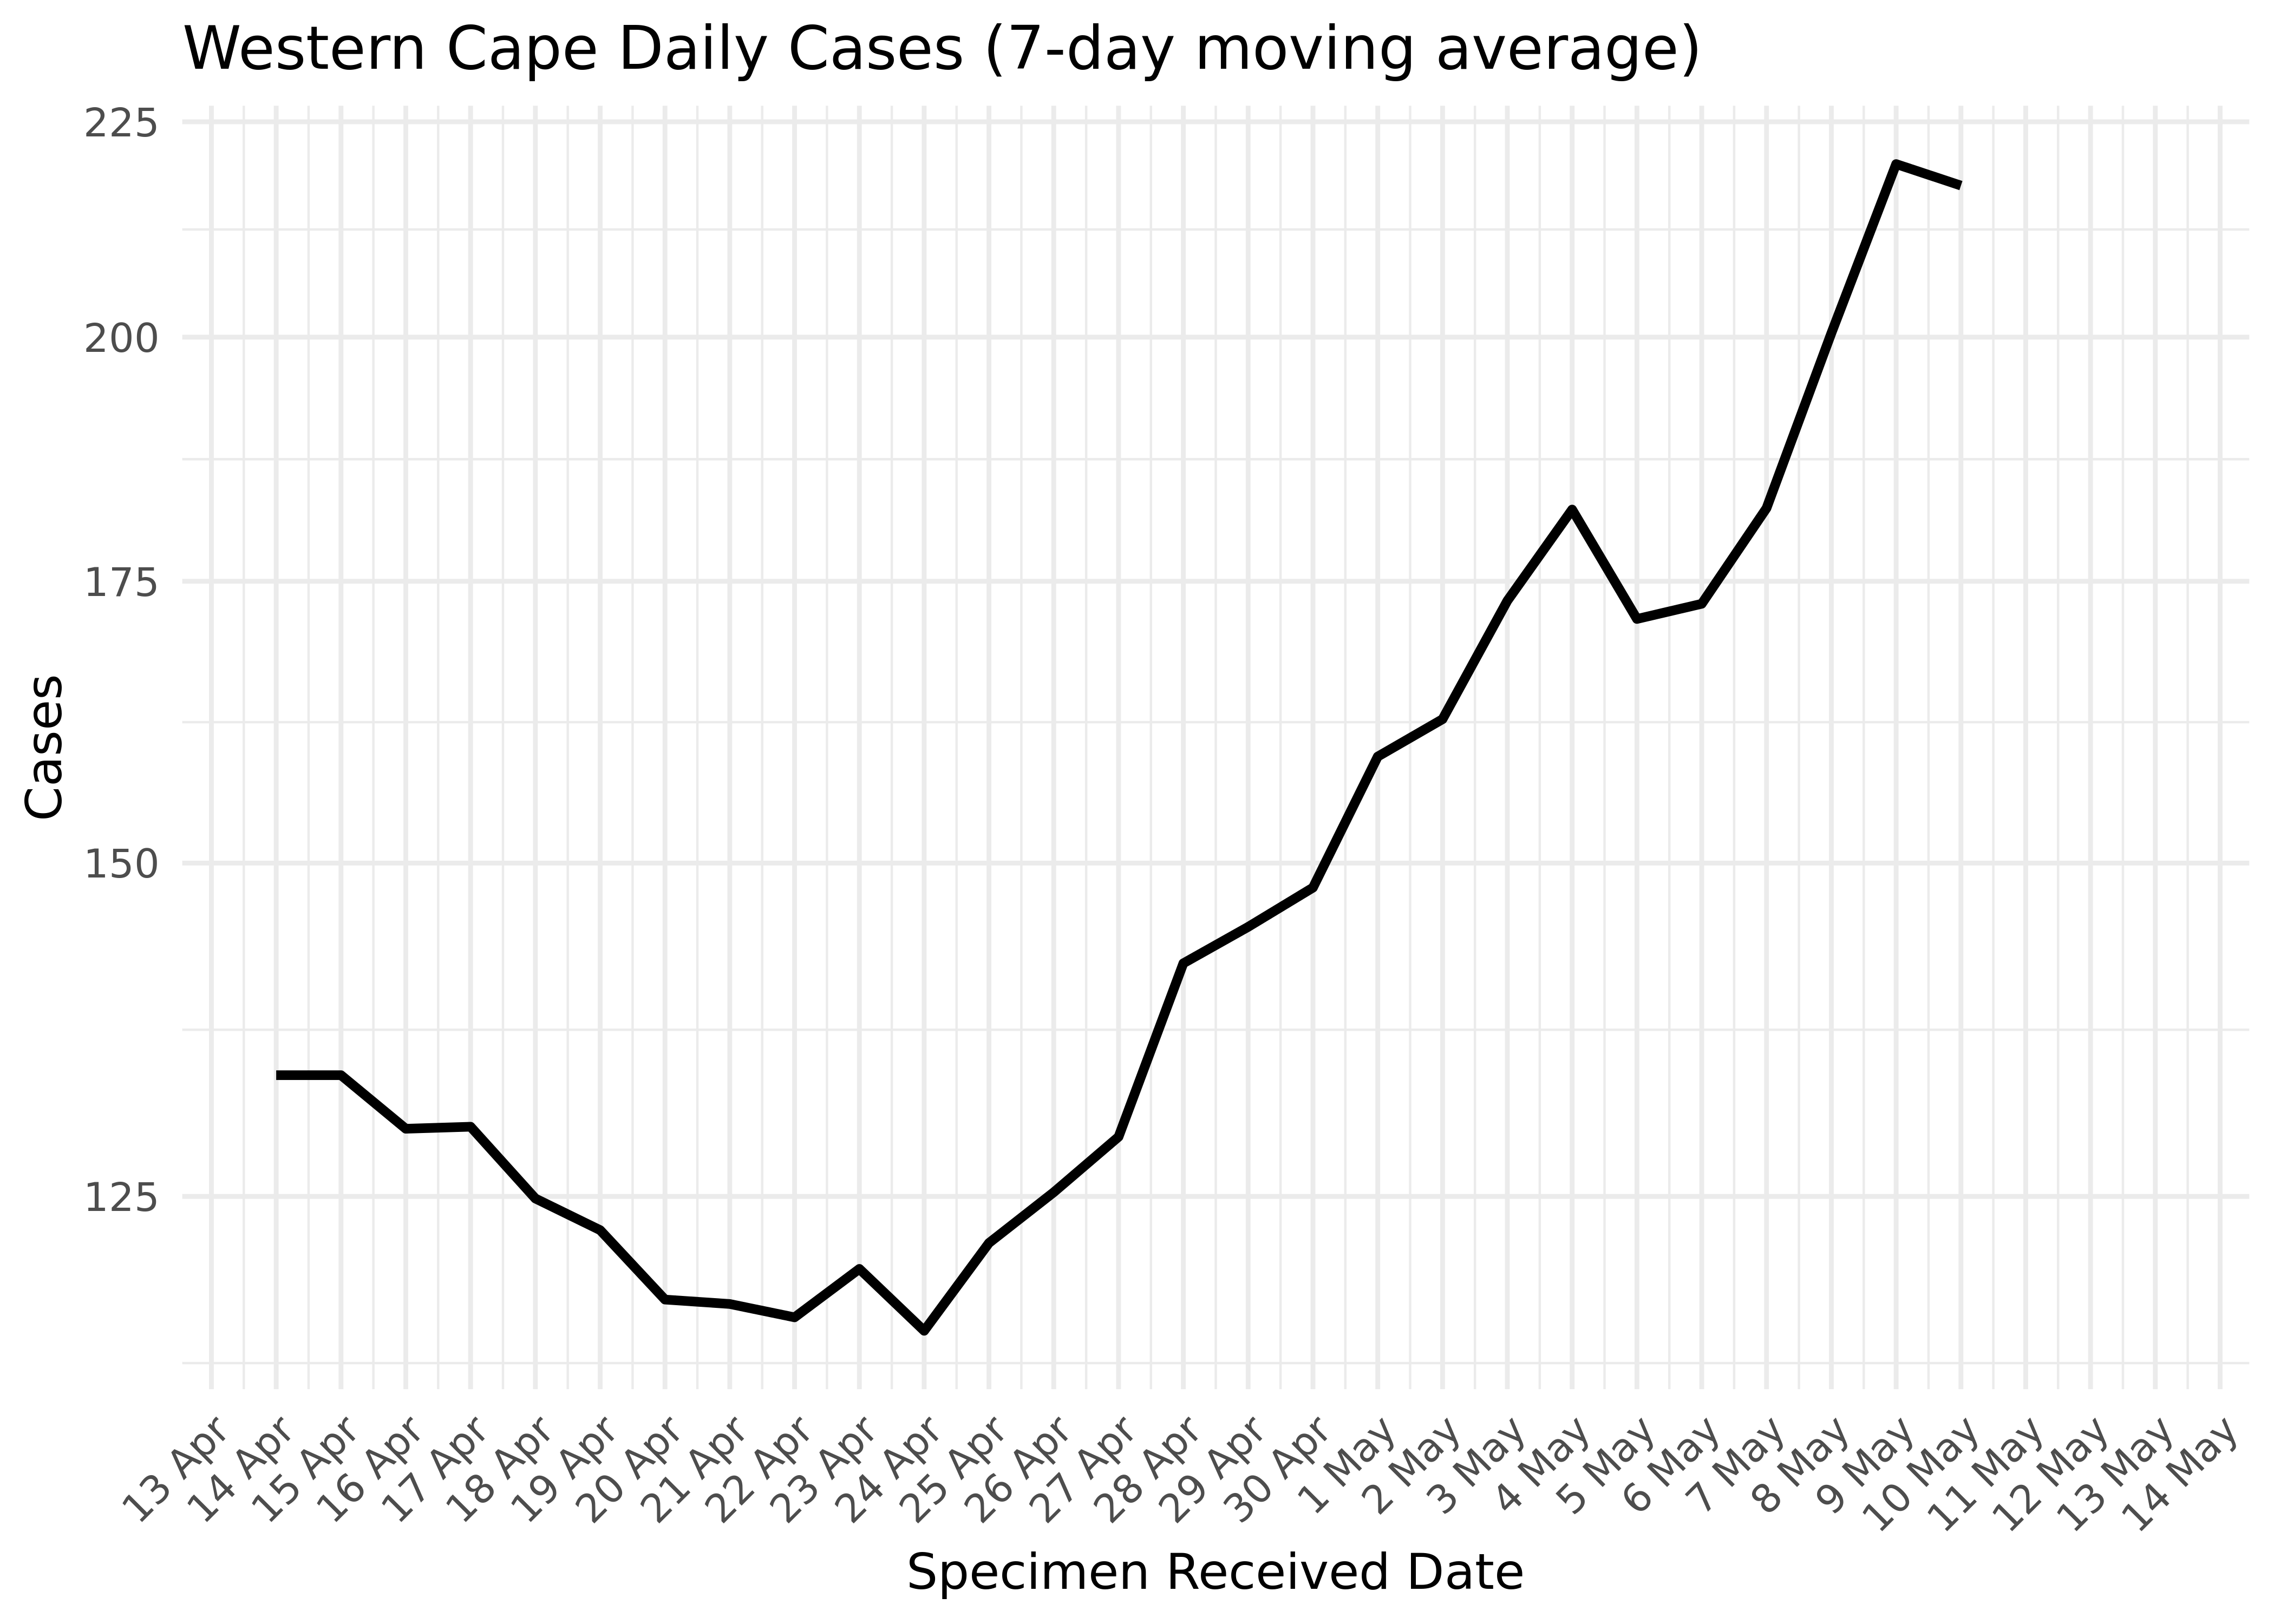 Western Cape Daily Cases (7-day moving average)
225
200
175
150
125
Cases
13 Apr
14 Apr
15 Apr
16 Apr
17 Apr
18 Apr
19 Apr
20 Apr
21 Apr
22 Apr
23 Apr
24 Apr
25 Apr
26 Apr
27 Apr
28 Apr
29 Apr
30 Apr
1 May
2 May
3 May
4 May
5 May
6 May
7 May
8 May
9 May
10 May
11 May
12 May
13 May
14 May
Specimen Received Date